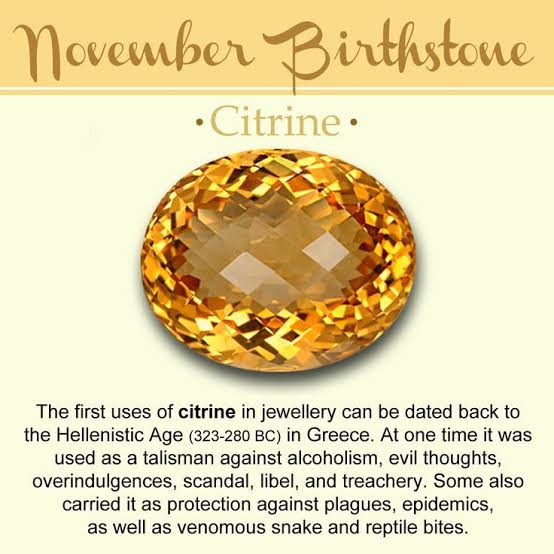 November Birthstone
• Citrine •
The first uses of citrine in jewellery can be dated back to
the Hellenistic Age (323-280 BC) in Greece. At one time it was
used as a talisman against alcoholism, evil thoughts,
overindulgences, scandal, libel, and treachery. Some also
carried it as protection against plagues, epidemics,
as well as venomous snake and reptile bites.